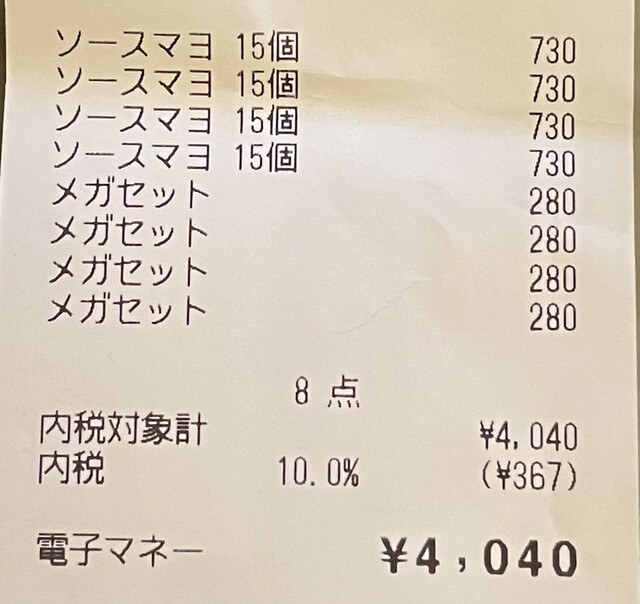 ソースマヨ 15個 730
ソースマヨ 15個 730
ソースマヨ 15個 730
ソースマヨ 15個 730
メガセット 280
メガセット 280
メガセット 280
メガセット 280
8 点
内税対象計 ¥4,040
内税 10.0% (¥367)
電子マネー ¥4,040